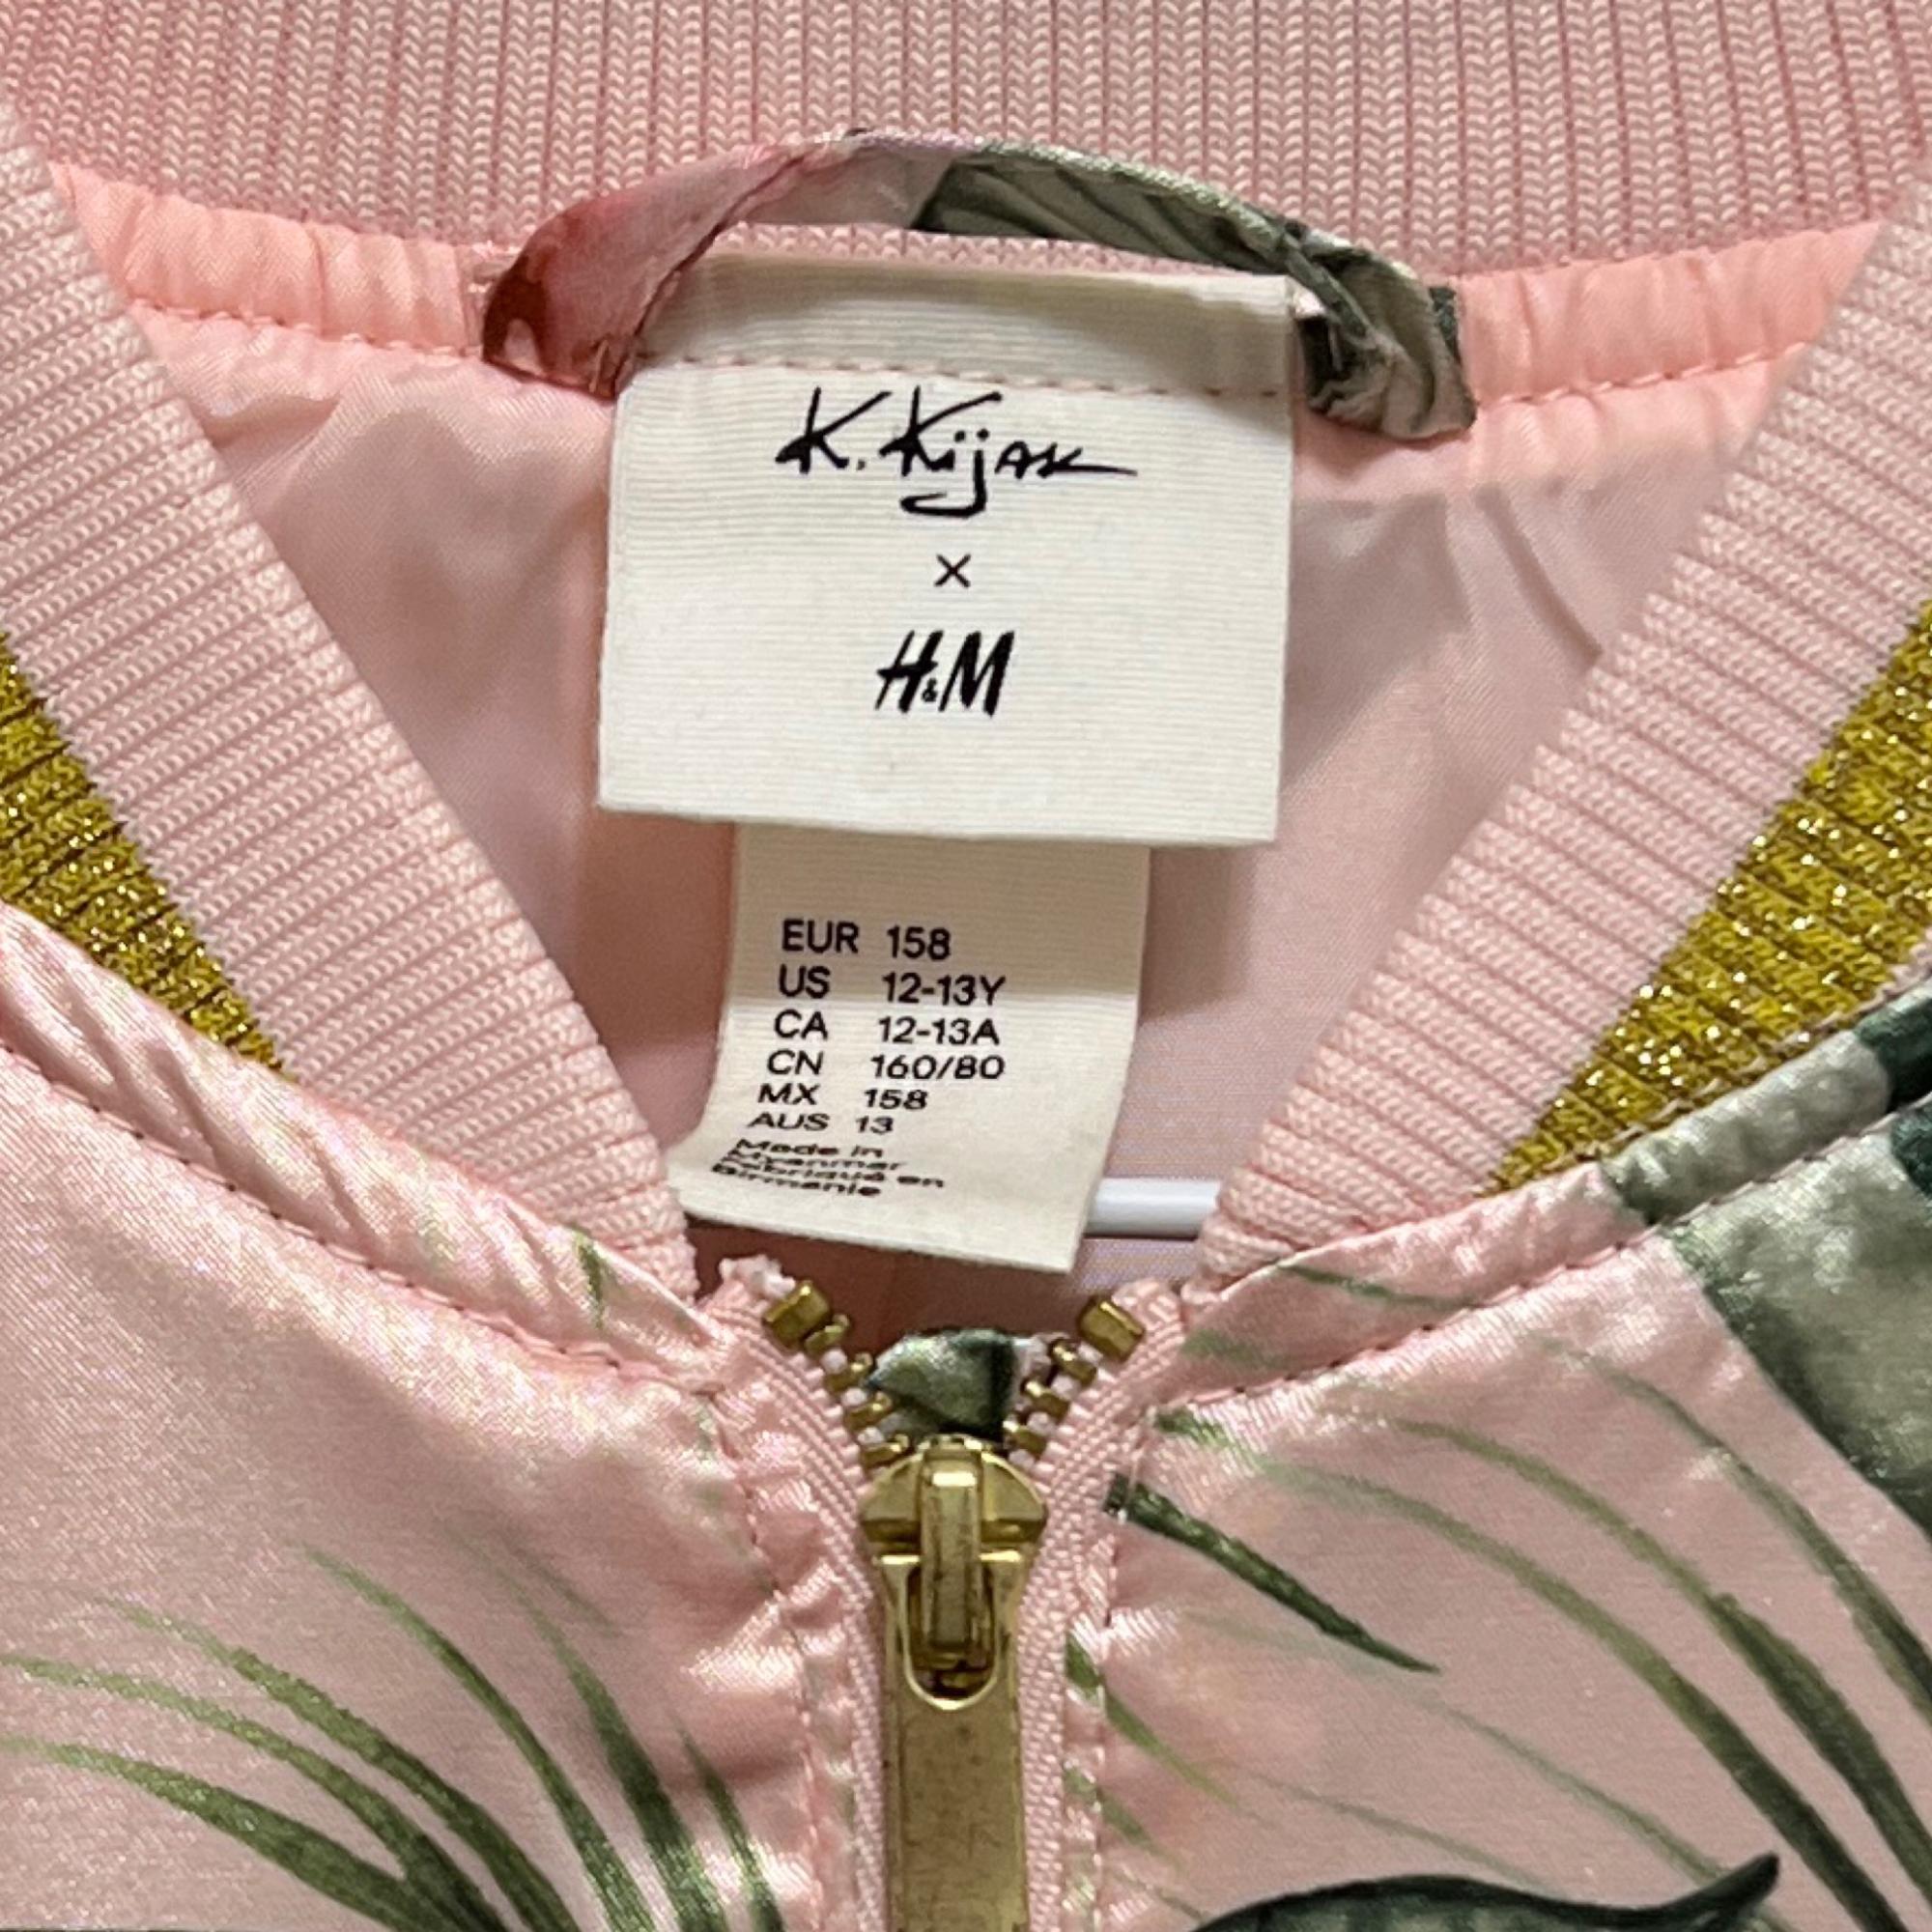 K. Kijak
×
H&M
EUR 158
US 12-13Y
CA 12-13A
CN 160/80
MX 158
AUS 13
Made in
Myanmar
Fabriqué en
Birmanie